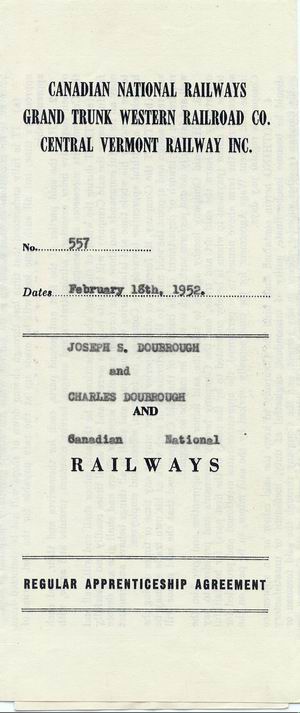 CANADIAN NATIONAL RAILWAYS
GRAND TRUNK WESTERN RAILROAD CO.
CENTRAL VERMONT RAILWAY INC.
No. 557
Dates February 18th, 1952.
JOSEPH S. DOUBROUGH
and
CHARLES DOUBROUGH
AND
Canadian National
RAILWAYS
REGULAR APPRENTICESHIP AGREEMENT